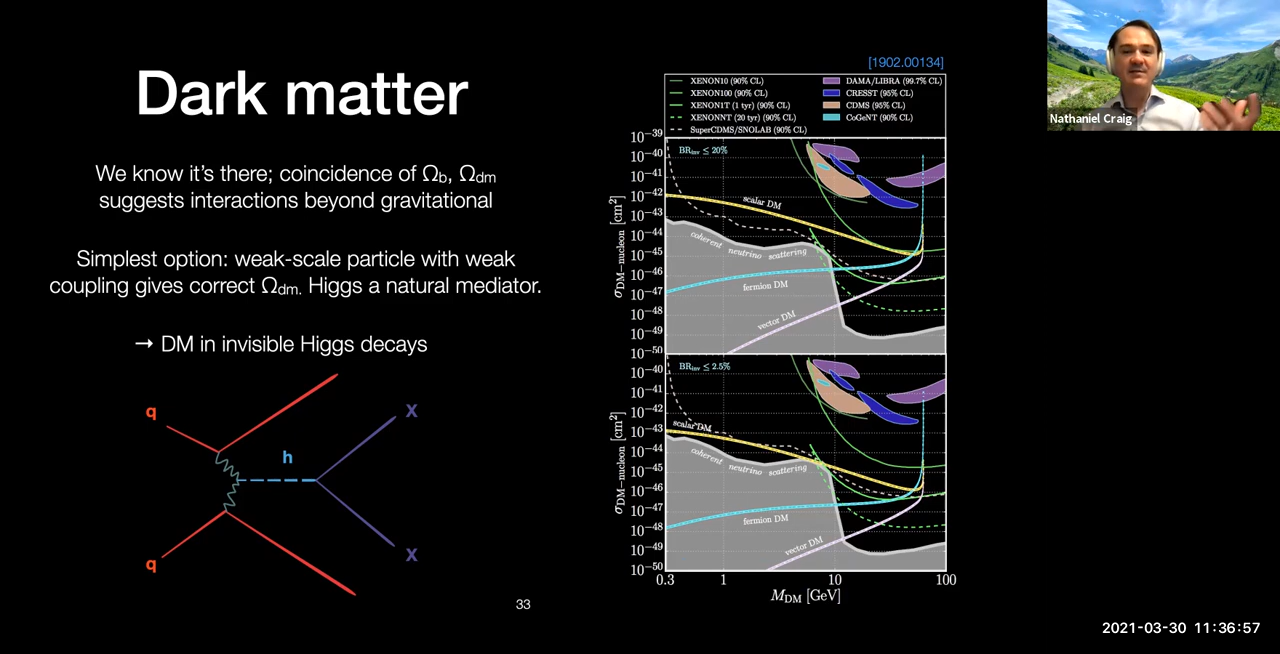 Dark matter
We know it's there; coincidence of Ωb, Ωdm
suggests interactions beyond gravitational
Simplest option: weak-scale particle with weak
coupling gives correct Ωdm. Higgs a natural mediator.
→ DM in invisible Higgs decays
q
h
X
q
X
33
[1902.00134]
XENON10 (90% CL)
XENON100 (90% CL)
XENON1T (1 yr) (90% CL)
XENONNT (20 tyr) (90% CL)
SuperCDMS/SNOLAB (90% CL)
DAMA/LIBRA (99.7% CL)
CRESST (95% CL)
CDMS (95% CL)
CoGeNT (90% CL)
σDM−nucleon [cm²]
10⁻³⁹
10⁻⁴⁰
10⁻⁴¹
10⁻⁴²
10⁻⁴³
10⁻⁴⁴
10⁻⁴⁵
10⁻⁴⁶
10⁻⁴⁷
10⁻⁴⁸
10⁻⁴⁹
10⁻⁵⁰
BRinv ≤ 20%
scalar DM
coherent neutrino scattering
fermion DM
vector DM
σDM−nucleon [cm²]
10⁻⁴⁰
10⁻⁴¹
10⁻⁴²
10⁻⁴³
10⁻⁴⁴
10⁻⁴⁵
10⁻⁴⁶
10⁻⁴⁷
10⁻⁴⁸
10⁻⁴⁹
10⁻⁵⁰
BRinv ≤ 2.5%
scalar DM
coherent neutrino scattering
fermion DM
vector DM
0.3 1 10 100
MDM [GeV]
Nathaniel Craig
2021-03-30 11:36:57